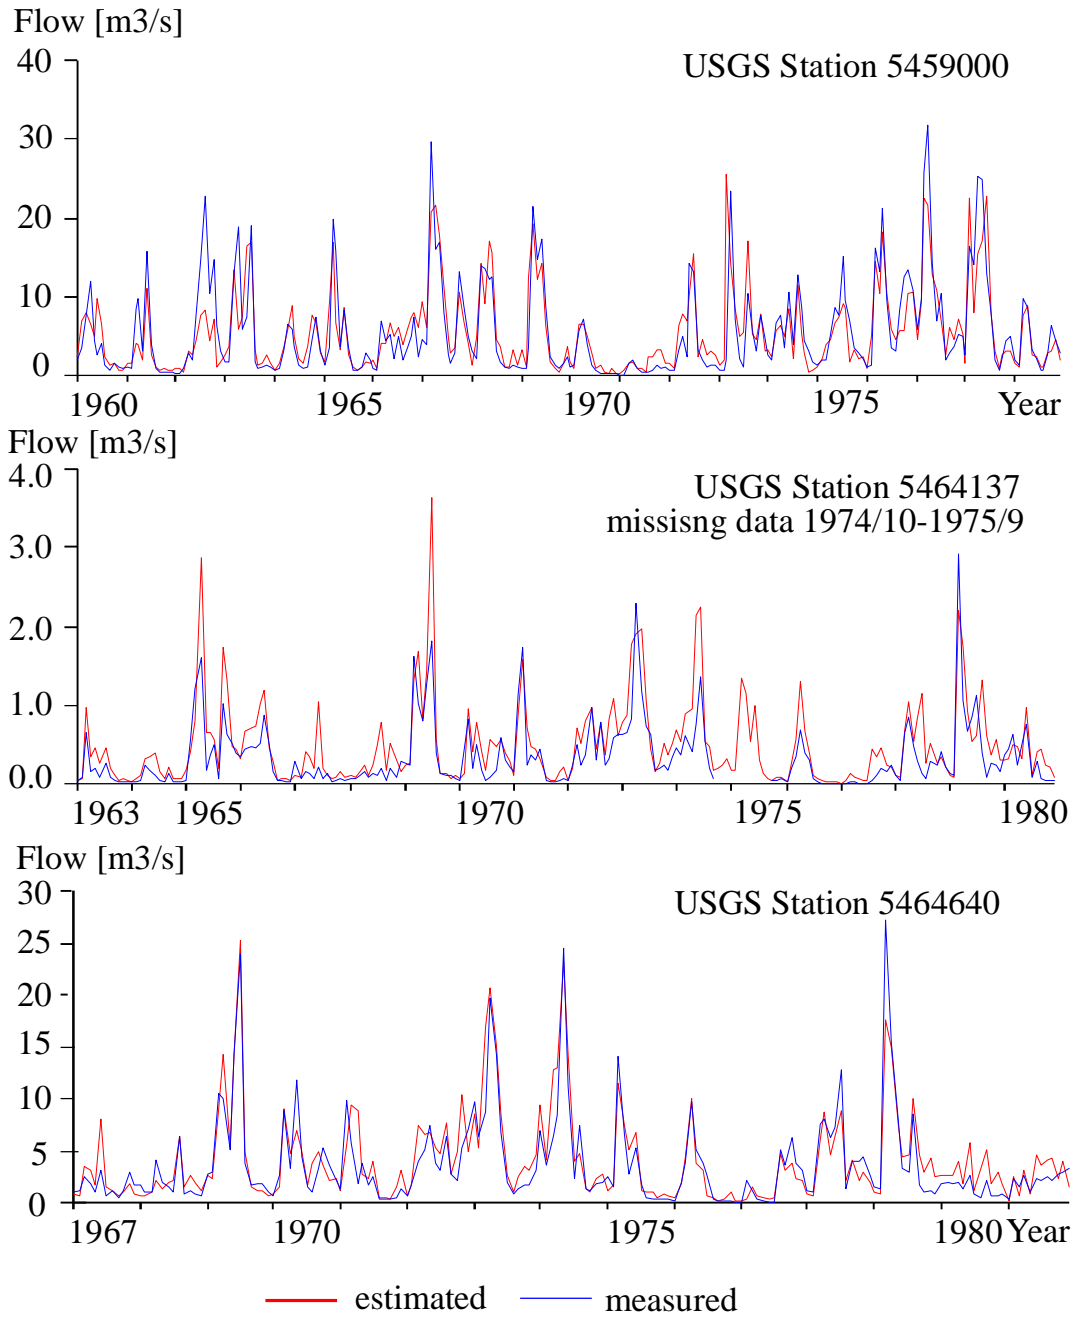 Flow [m3/s]
USGS Station 5459000
40
30
20
10
0
1960 1965 1970 1975 Year
Flow [m3/s]
USGS Station 5464137
missisng data 1974/10-1975/9
4.0
3.0
2.0
1.0
0.0
1963 1965 1970 1975 1980
Flow [m3/s]
USGS Station 5464640
30
25
20
15
10
5
0
1967 1970 1975 1980 Year
estimated measured